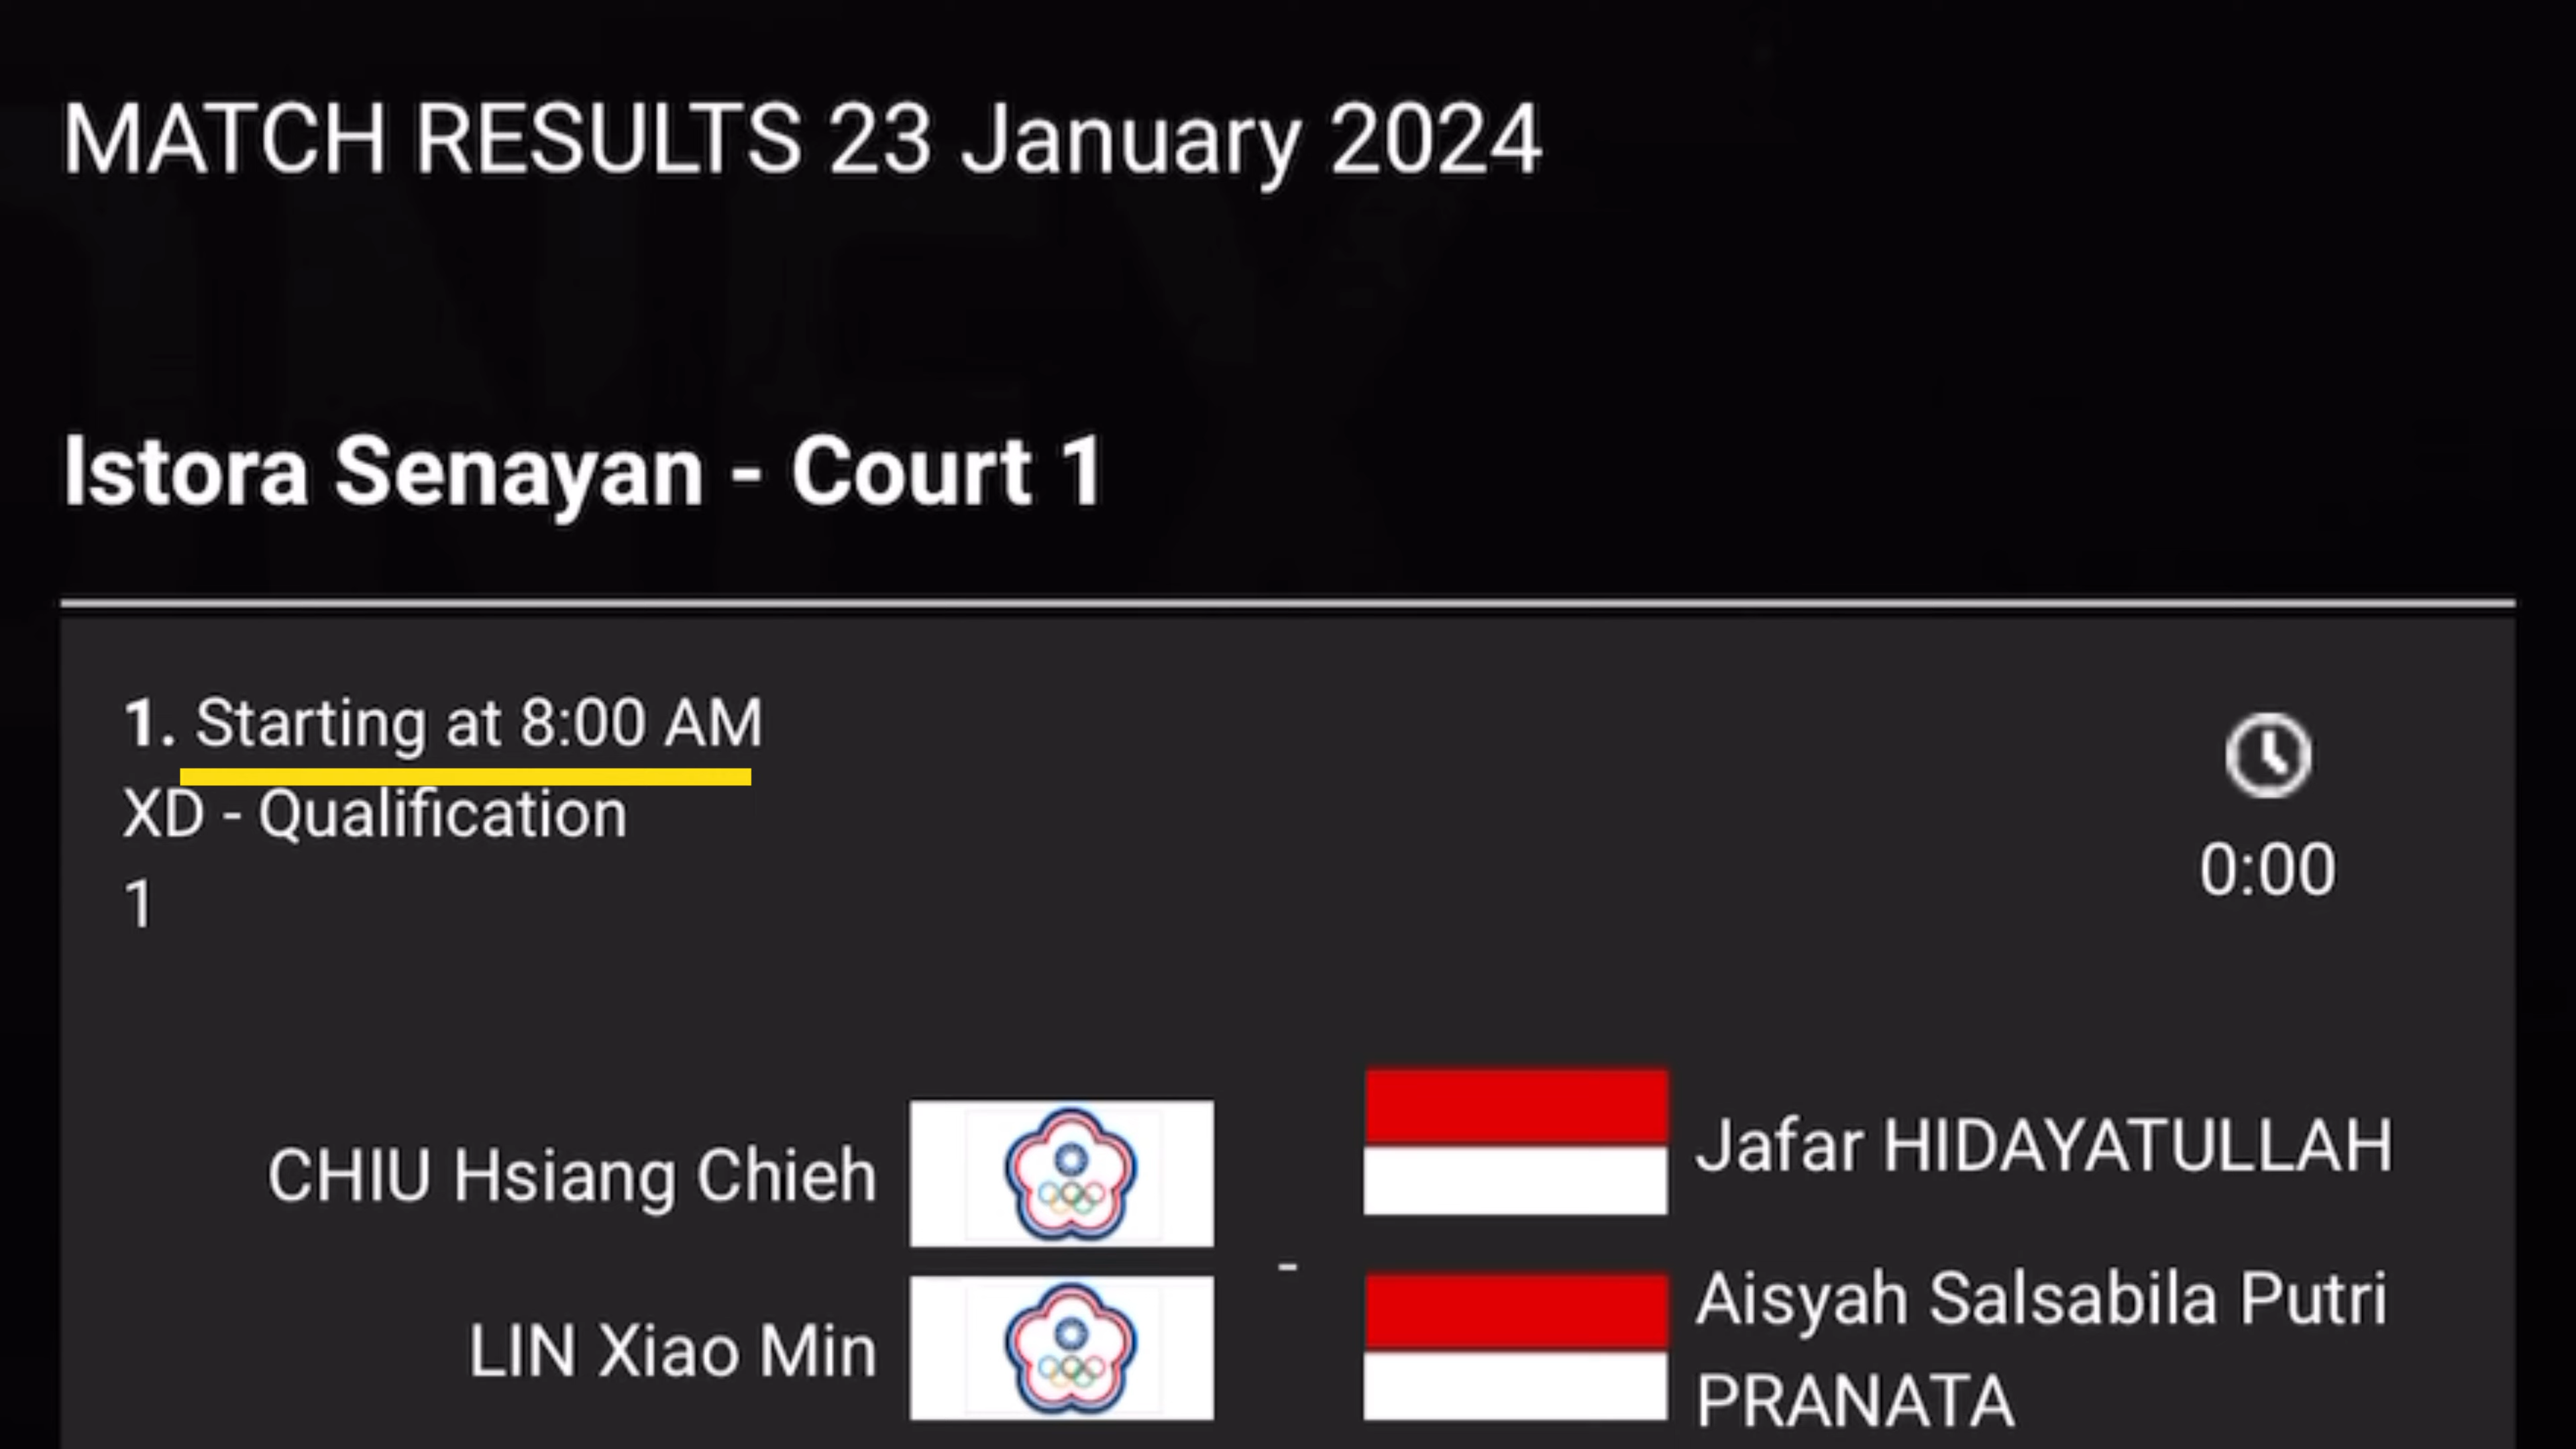 MATCH RESULTS 23 January 2024
Istora Senayan - Court 1
1. Starting at 8:00 AM
XD - Qualification
1
0:00
CHIU Hsiang Chieh
LIN Xiao Min
-
Jafar HIDAYATULLAH
Aisyah Salsabila Putri
PRANATA